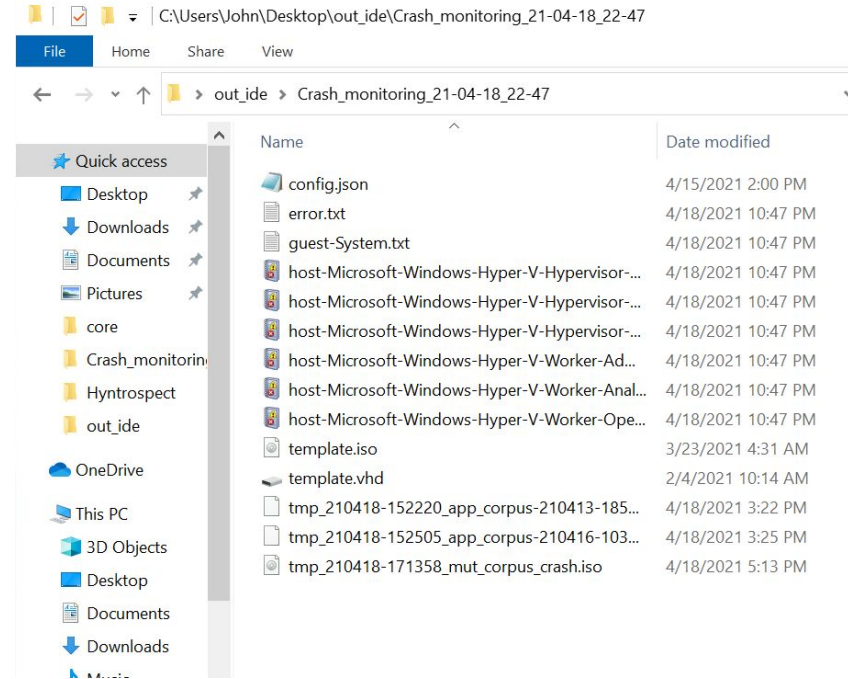 C:\Users\John\Desktop\out_ide\Crash_monitoring_21-04-18_22-47
File Home Share View
out_ide > Crash_monitoring_21-04-18_22-47
Name Date modified
Quick access
Desktop
Downloads
Documents
Pictures
core
Crash_monitoring
Hyntrospect
out_ide
OneDrive
This PC
3D Objects
Desktop
Documents
Downloads
Music
config.json 4/15/2021 2:00 PM
error.txt 4/18/2021 10:47 PM
guest-System.txt 4/18/2021 10:47 PM
host-Microsoft-Windows-Hyper-V-Hypervisor-... 4/18/2021 10:47 PM
host-Microsoft-Windows-Hyper-V-Hypervisor-... 4/18/2021 10:47 PM
host-Microsoft-Windows-Hyper-V-Hypervisor-... 4/18/2021 10:47 PM
host-Microsoft-Windows-Hyper-V-Worker-Ad... 4/18/2021 10:47 PM
host-Microsoft-Windows-Hyper-V-Worker-Anal... 4/18/2021 10:47 PM
host-Microsoft-Windows-Hyper-V-Worker-Ope... 4/18/2021 10:47 PM
template.iso 3/23/2021 4:31 AM
template.vhd 2/4/2021 10:14 AM
tmp_210418-152220_app_corpus-210413-185... 4/18/2021 3:22 PM
tmp_210418-152505_app_corpus-210416-103... 4/18/2021 3:25 PM
tmp_210418-171358_mut_corpus_crash.iso 4/18/2021 5:13 PM